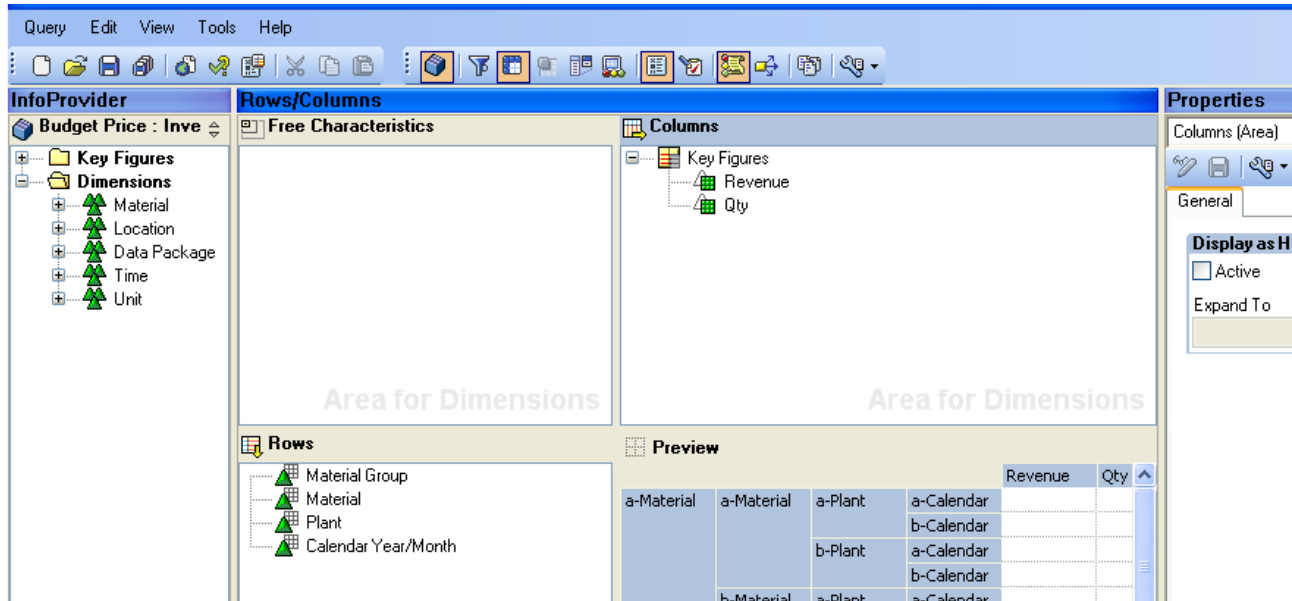 Query Edit View Tools Help
InfoProvider
Budget Price : Inve
Key Figures
Dimensions
Material
Location
Data Package
Time
Unit
Rows/Columns
Free Characteristics
Area for Dimensions
Columns
Key Figures
Revenue
Qty
Area for Dimensions
Rows
Material Group
Material
Plant
Calendar Year/Month
Preview
Revenue Qty
a-Material a-Material a-Plant a-Calendar
b-Calendar
b-Plant a-Calendar
b-Calendar
b-Material a-Plant a-Calendar
Properties
Columns (Area)
General
Display as H
Active
Expand To